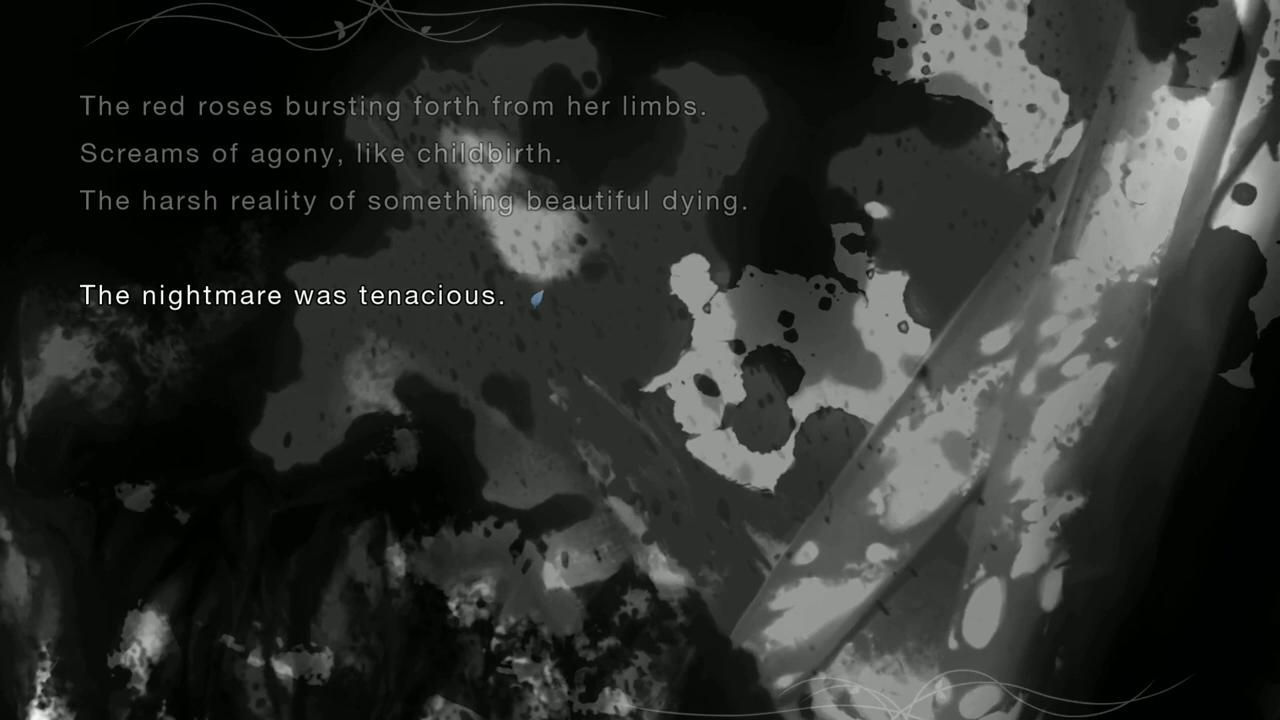 The red roses bursting forth from her limbs.
Screams of agony, like childbirth.
The harsh reality of something beautiful dying.
The nightmare was tenacious.